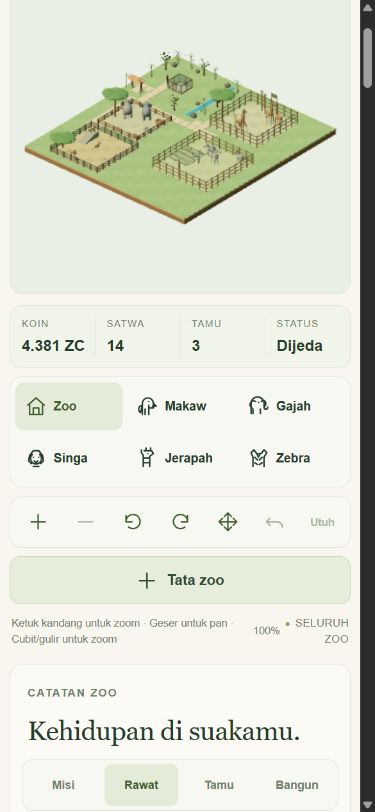 KOIN SATWA TAMU STATUS
4.381 ZC 14 3 Dijeda
Zoo Makaw Gajah
Singa Jerapah Zebra
Utuh
Tata zoo
Ketuk kandang untuk zoom · Geser untuk pan ·
Cubit/gulir untuk zoom
100% • SELURUH
ZOO
CATATAN ZOO
Kehidupan di suakamu.
Misi Rawat Tamu Bangun